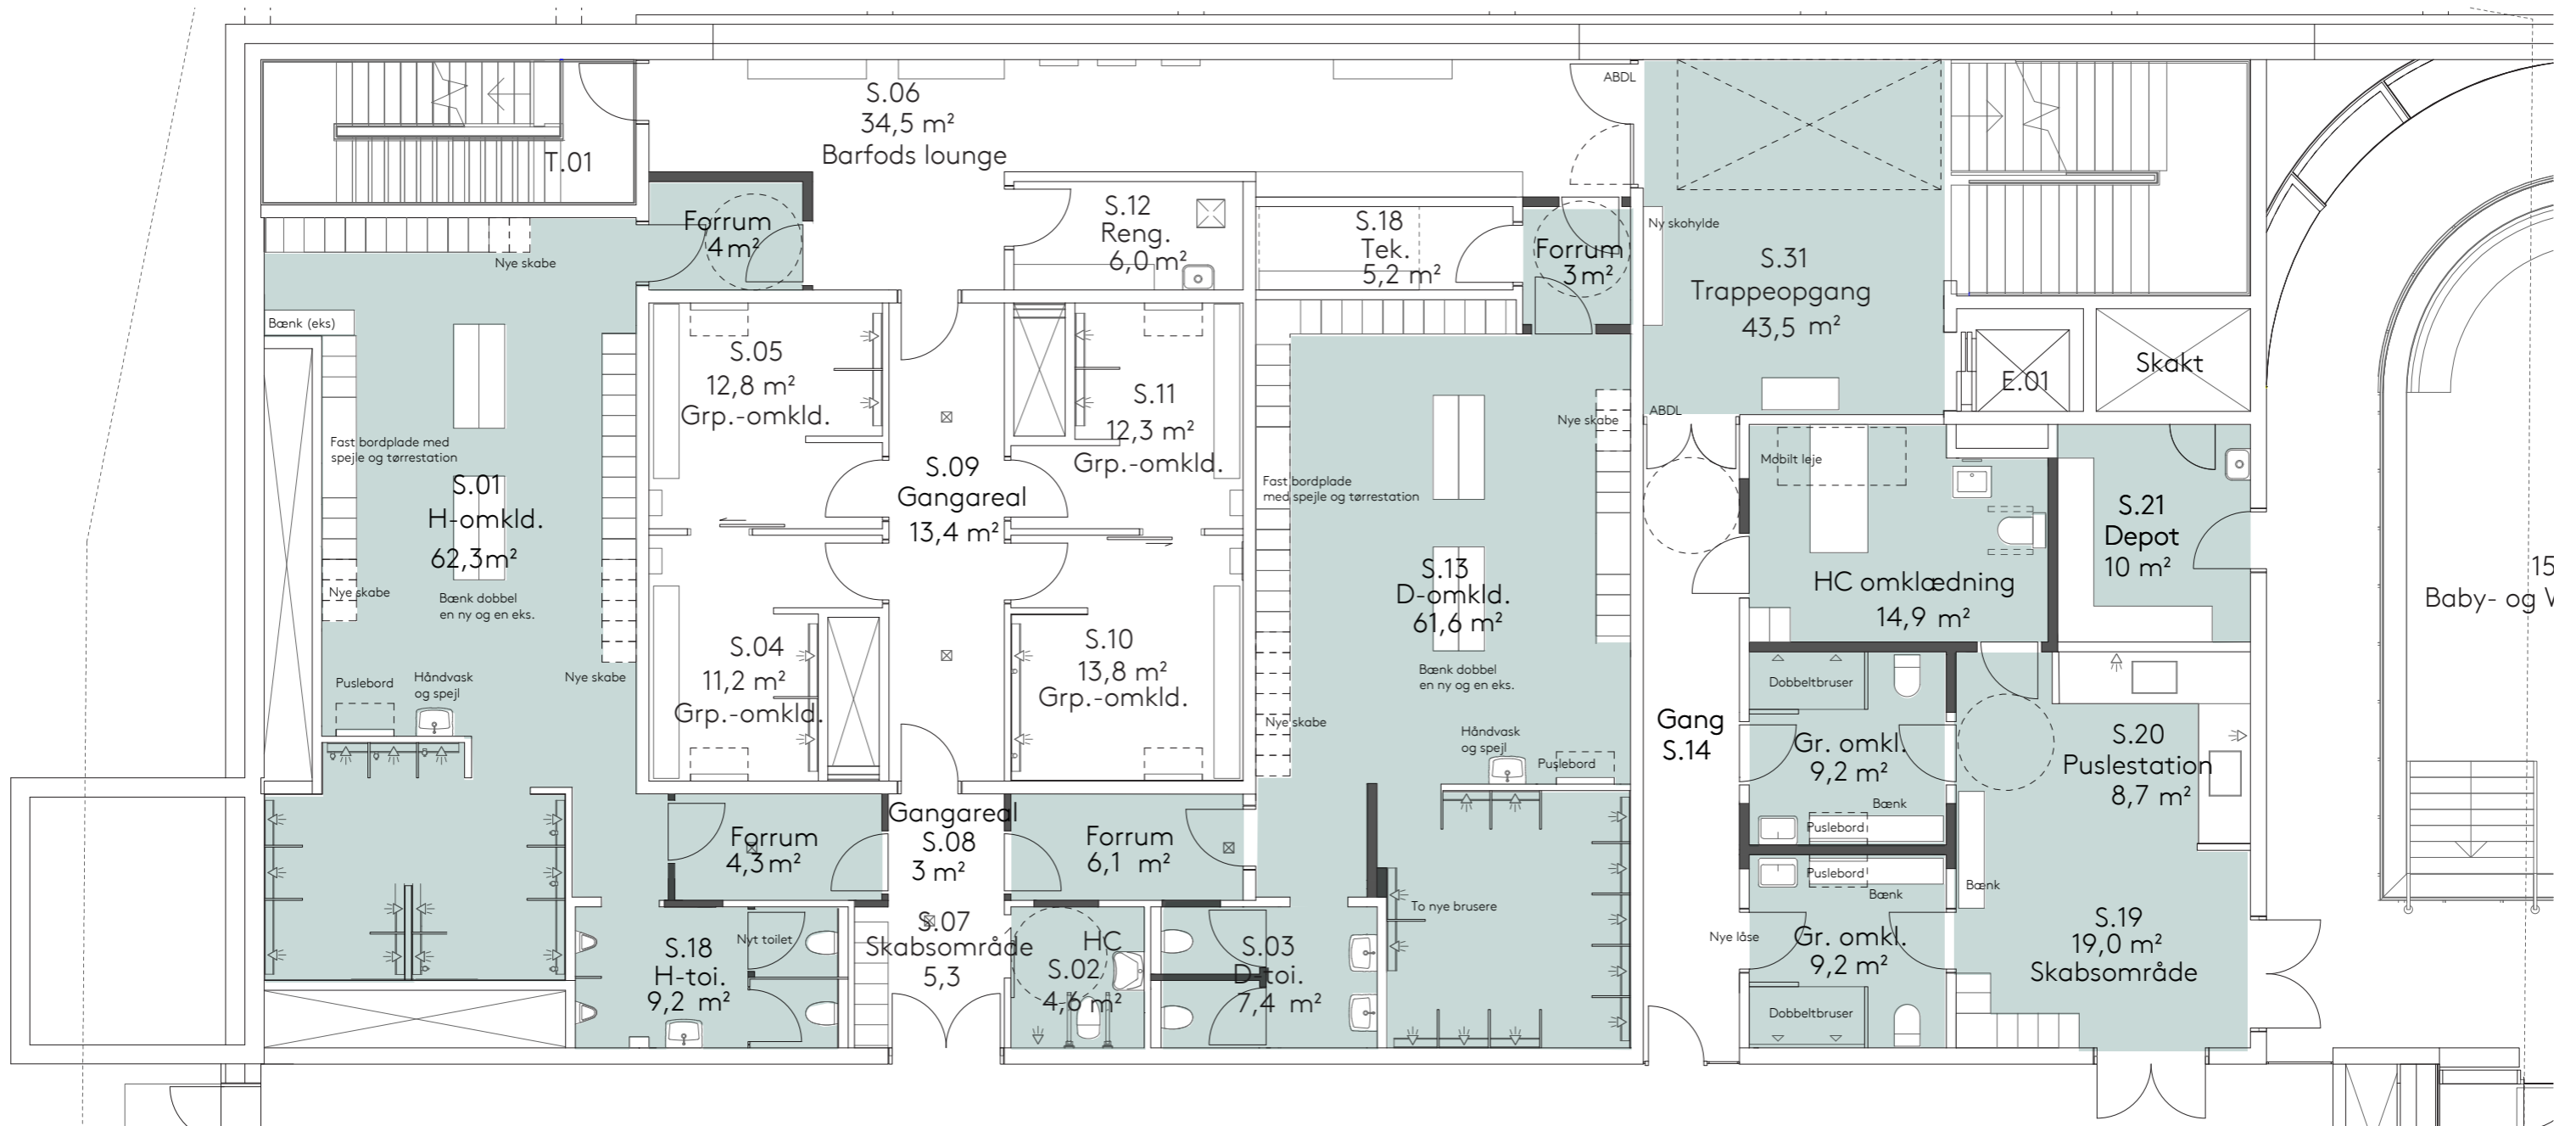 ABDL
S.06
34,5 m²
Barfods lounge
T.01
Forrum
4 m²
S.12
Reng.
6,0 m²
S.18
Tek.
5,2 m²
Forrum
3 m²
Ny skohylde
S.31
Trappeopgang
43,5 m²
Nye skabe
Bænk (eks)
S.05
12,8 m²
Grp.-omkld.
S.11
12,3 m²
Grp.-omkld.
E.01
Skakt
ABDL
Nye skabe
Fast bordplade med
spejle og tørrestation
S.01
H-omkld.
62,3m²
S.09
Gangareal
13,4 m²
Fast bordplade
med spejle og tørrestation
Mobilt leje
S.21
Depot
10 m²
S.13
D-omkld.
61,6 m²
HC omklædning
14,9 m²
15
Baby- og V
Nye skabe
Bænk dobbel
en ny og en eks.
S.04
11,2 m²
Grp.-omkld.
S.10
13,8 m²
Grp.-omkld.
Bænk dobbel
en ny og en eks.
Puslebord
Håndvask
og spejl
Nye skabe
Nye skabe
Håndvask
og spejl
Puslebord
Gang
S.14
Dobbeltbruser
Gr. omkl.
9,2 m²
Bænk
Puslebord
S.20
Puslestation
8,7 m²
Forrum
4,3 m²
Gangareal
S.08
3 m²
Forrum
6,1 m²
Puslebord
Bænk
Bænk
To nye brusere
S.07
Skabsområde
5,3
S.18
H-toi.
9,2 m²
Nyt toilet
HC
S.02
4,6 m²
S.03
D-toi.
7,4 m²
Nye låse
Gr. omkl.
9,2 m²
Dobbeltbruser
S.19
19,0 m²
Skabsområde